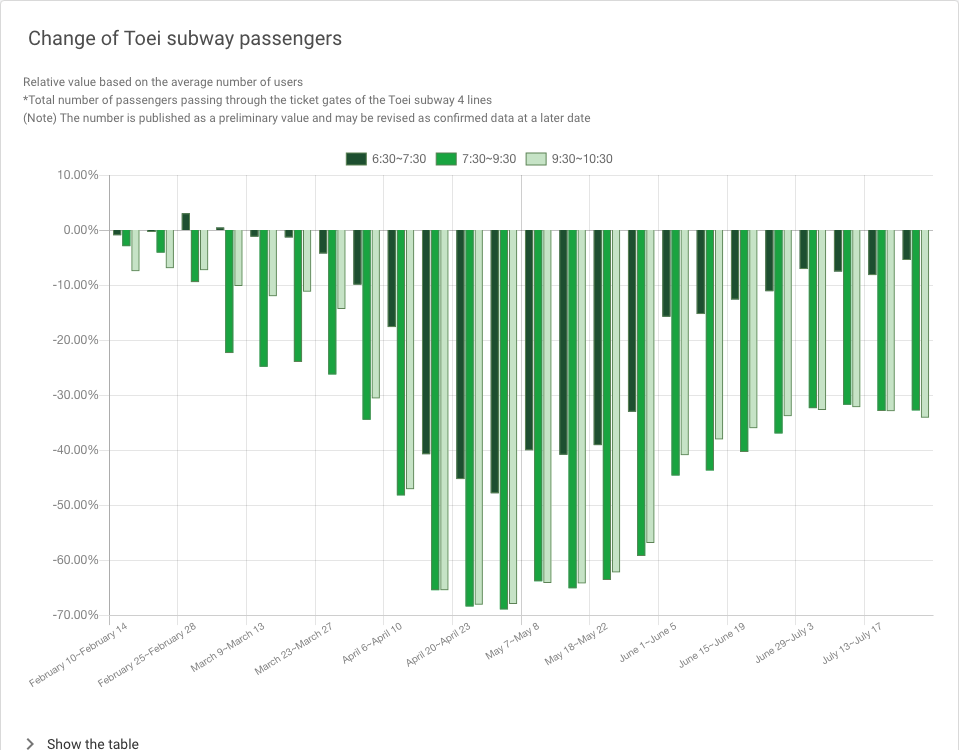 Change of Toei subway passengers
Relative value based on the average number of users
*Total number of passengers passing through the ticket gates of the Toei subway 4 lines
(Note) The number is published as a preliminary value and may be revised as confirmed data at a later date
6:30~7:30 7:30~9:30 9:30~10:30
10.00%
0.00%
-10.00%
-20.00%
-30.00%
-40.00%
-50.00%
-60.00%
-70.00%
February 10~February 14
February 25~February 28
March 9~March 13
March 23~March 27
April 6~April 10
April 20~April 23
May 7~May 8
May 18~May 22
June 1~June 5
June 15~June 19
June 29~July 3
July 13~July 17
Show the table